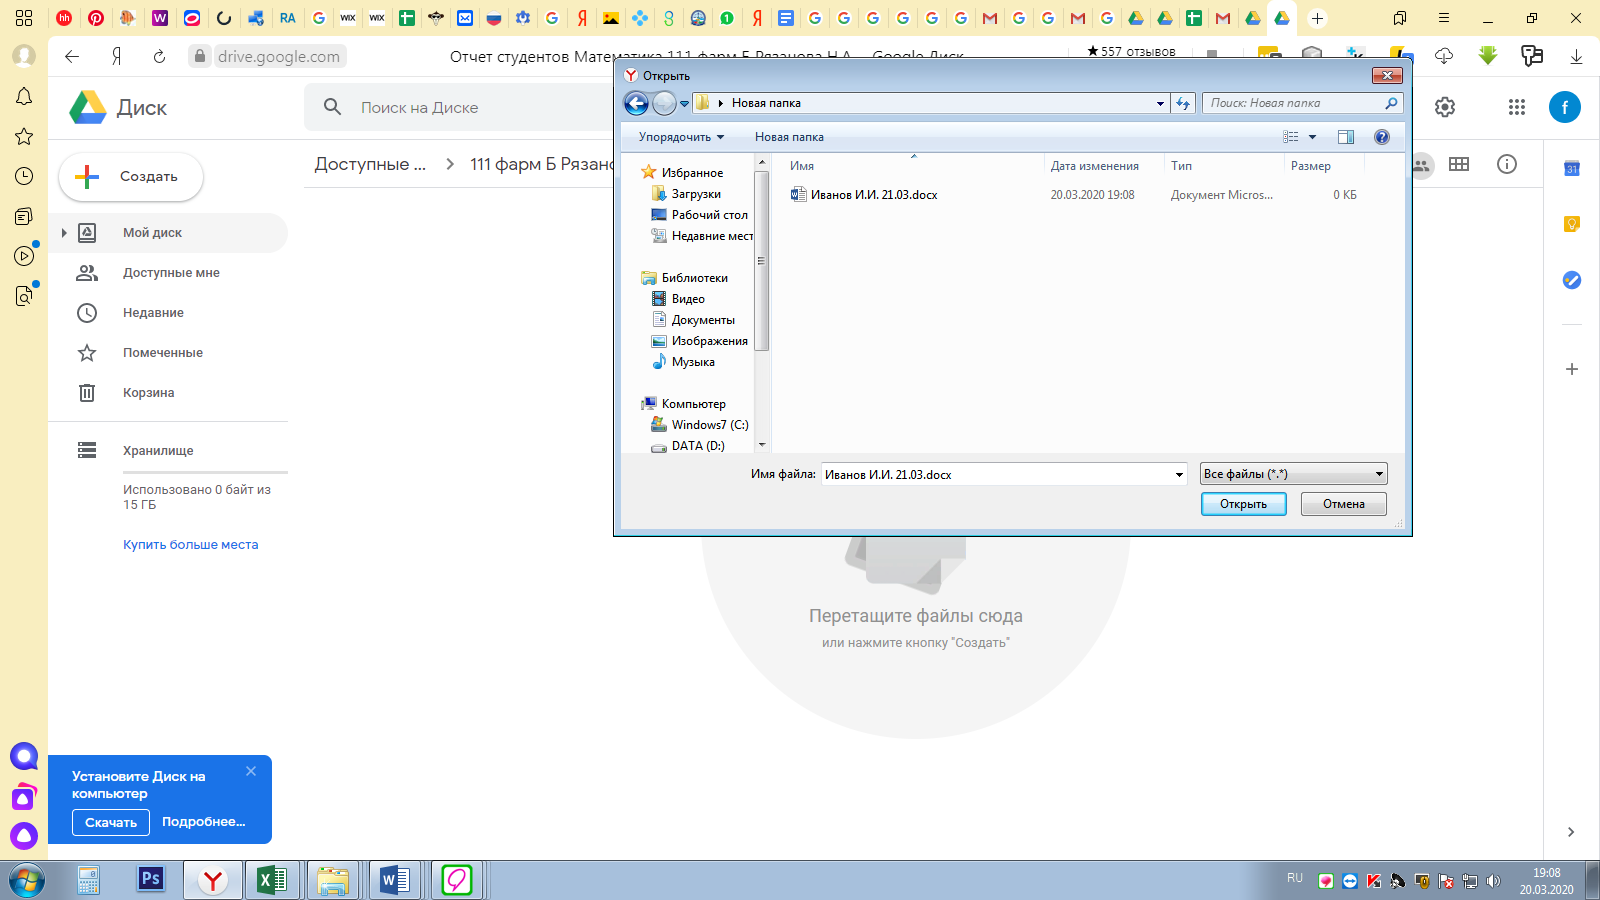 drive.google.com
Отчет студентов Математика 111 фарм Б Рязанова Н.А. – Google Диск
★557 отзывов
Диск
Поиск на Диске
f
Создать
Мой диск
Доступные мне
Недавние
Помеченные
Корзина
Хранилище
Использовано 0 байт из
15 ГБ
Купить больше места
Доступные ...
111 фарм Б Рязано
Открыть
Новая папка
Поиск: Новая папка
Упорядочить
Новая папка
Избранное
Загрузки
Рабочий стол
Недавние мест
Библиотеки
Видео
Документы
Изображения
Музыка
Компьютер
Windows7 (C:)
DATA (D:)
Имя
Дата изменения
Тип
Размер
Иванов И.И. 21.03.docx
20.03.2020 19:08
Документ Micros...
0 КБ
Имя файла:
Иванов И.И. 21.03.docx
Все файлы (*.*)
Открыть
Отмена
Перетащите файлы сюда
или нажмите кнопку "Создать"
Установите Диск на
компьютер
Скачать
Подробнее...
RU
19:08
20.03.2020